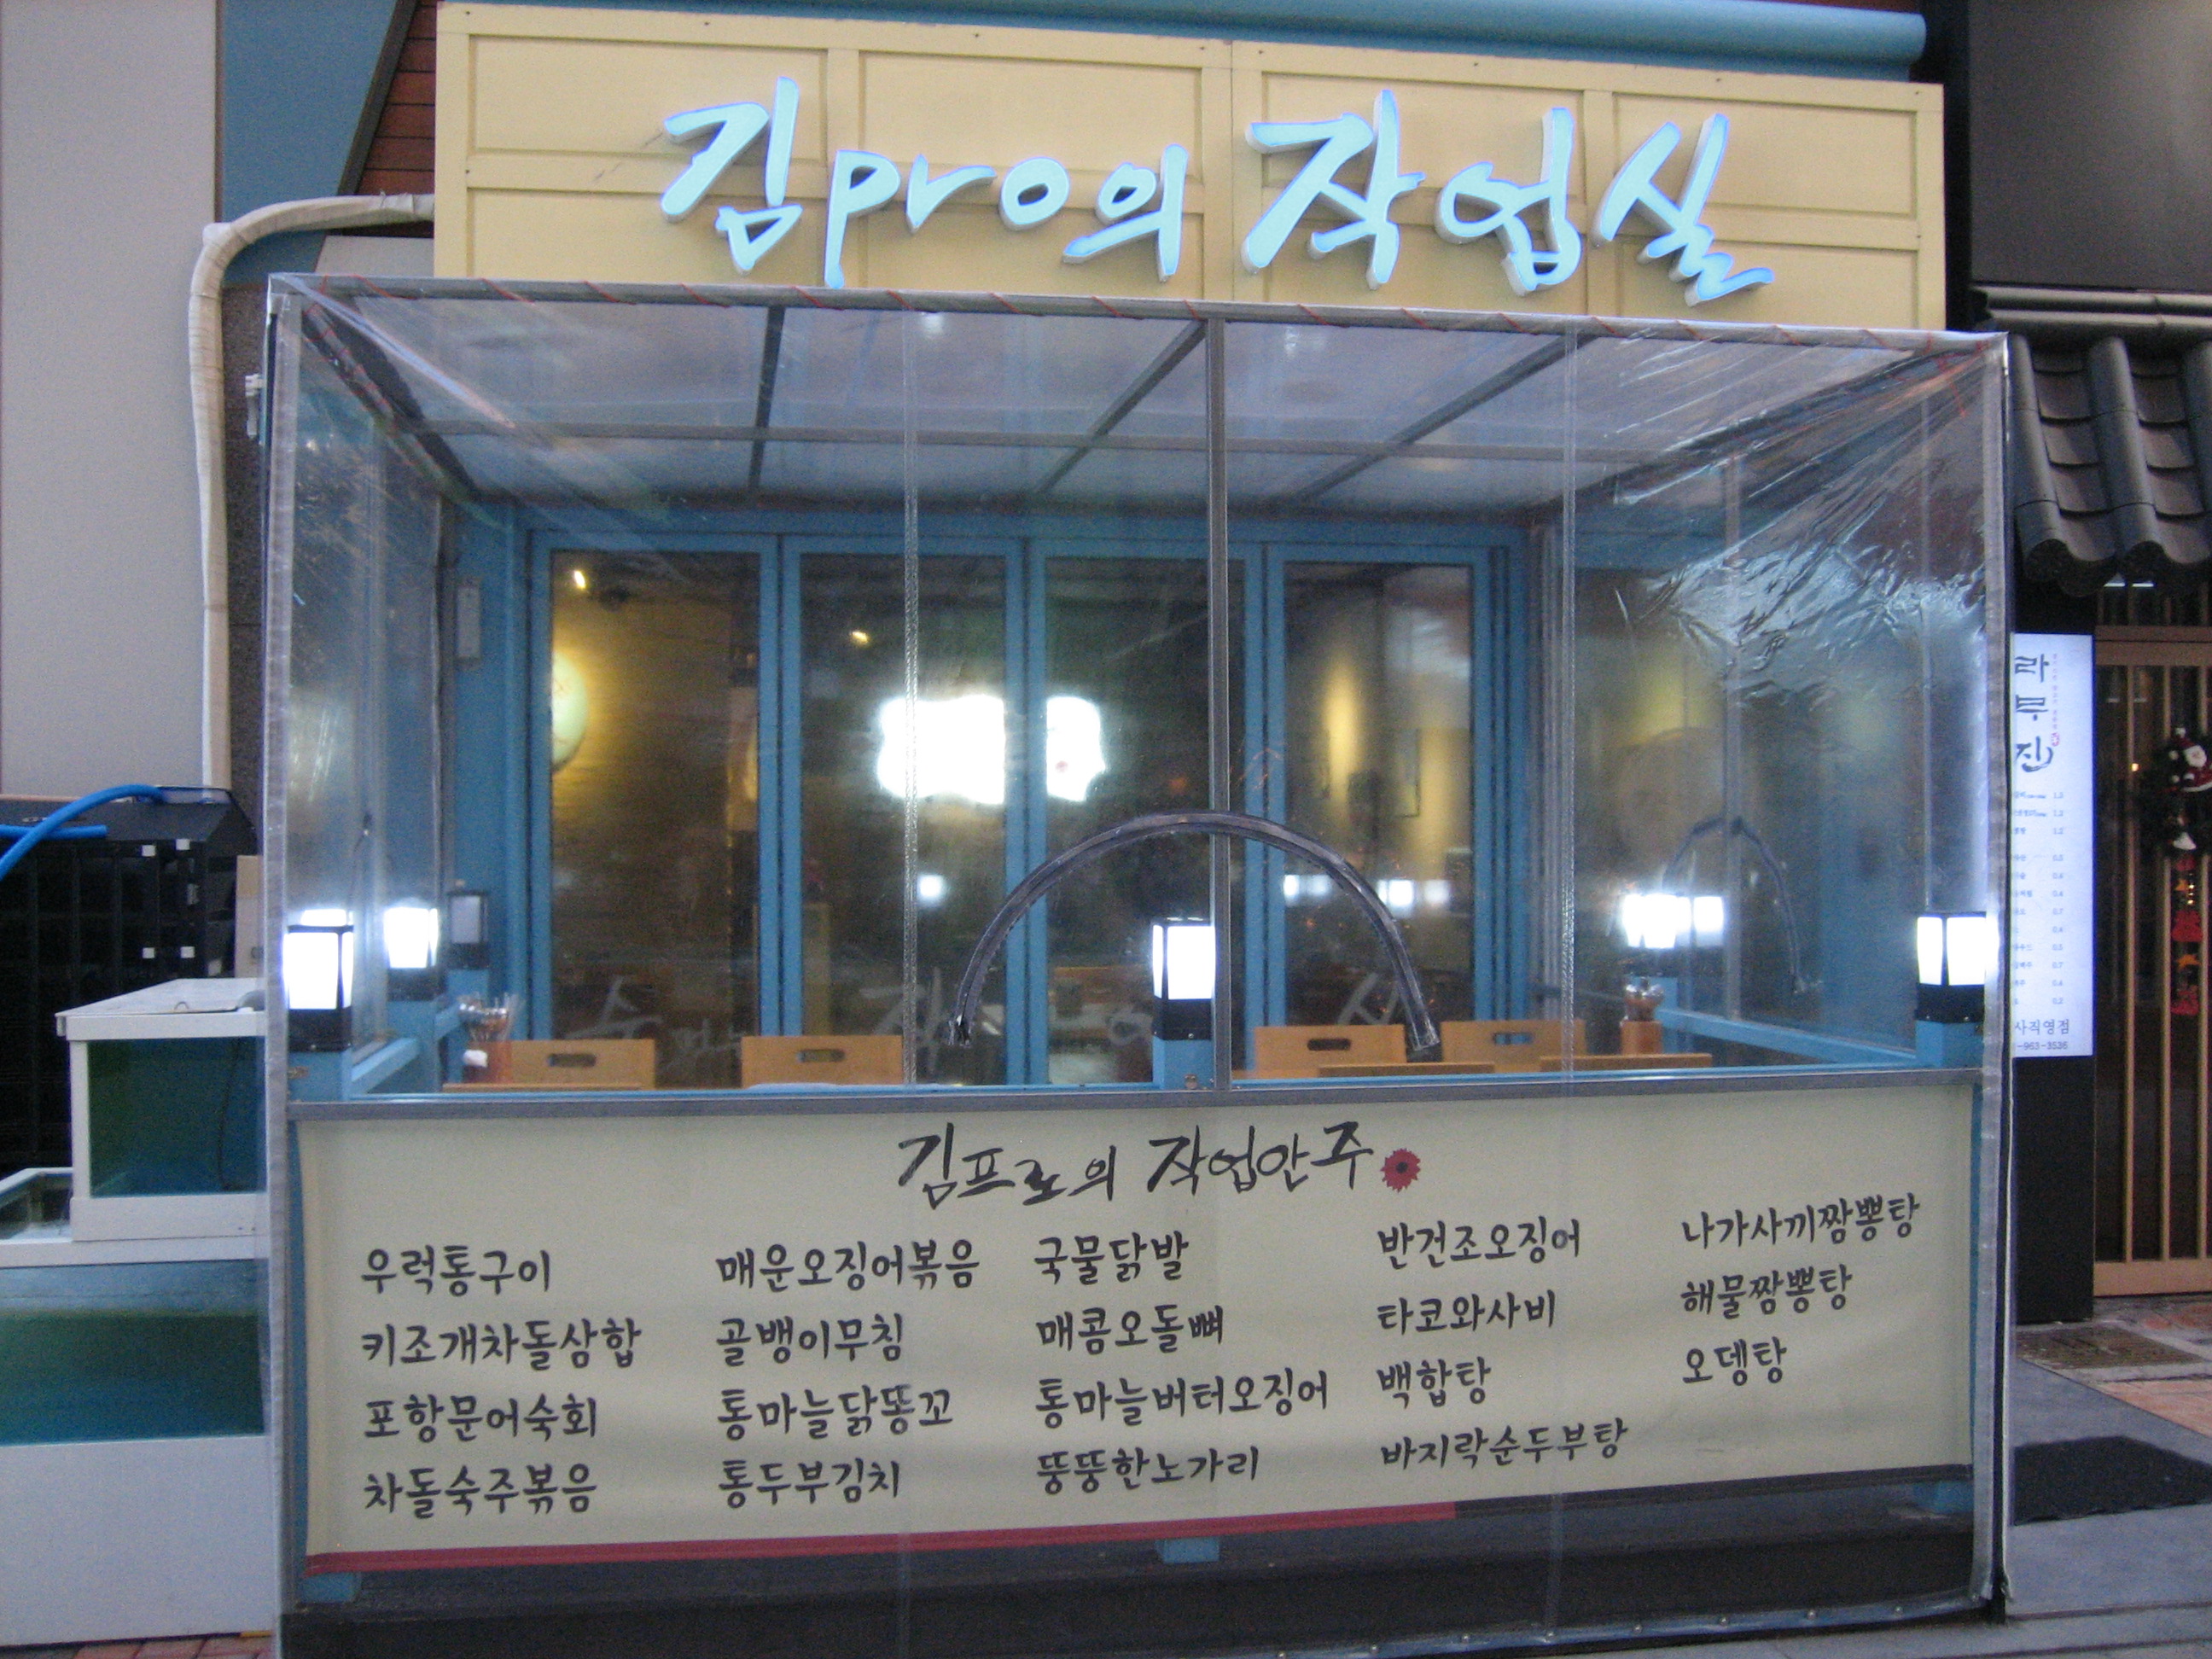 김pro의 작업실
라무진
사직영점
-963-3536
김프로의 작업안주
우럭통구이
키조개차돌삼합
포항문어숙회
차돌숙주볶음
매운오징어볶음
골뱅이무침
통마늘닭똥꼬
통두부김치
국물닭발
매콤오돌뼈
통마늘버터오징어
뚱뚱한노가리
반건조오징어
타코와사비
백합탕
바지락순두부탕
나가사끼짬뽕탕
해물짬뽕탕
오뎅탕